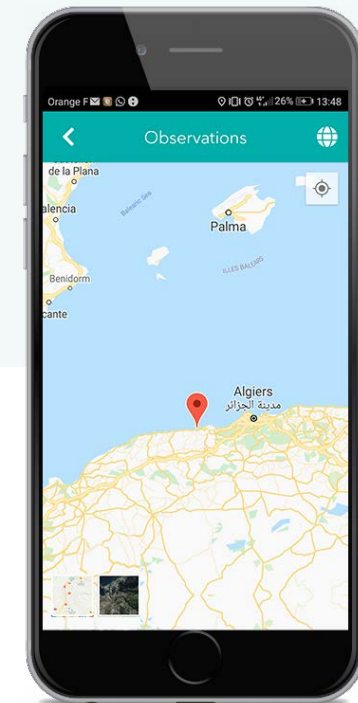 Orange F 26% 13:48
Observations
de la Plana
alencia
Balearic Sea
Palma
ILLES BALEARS
Benidorm
cante
Algiers
مدينة الجزائر